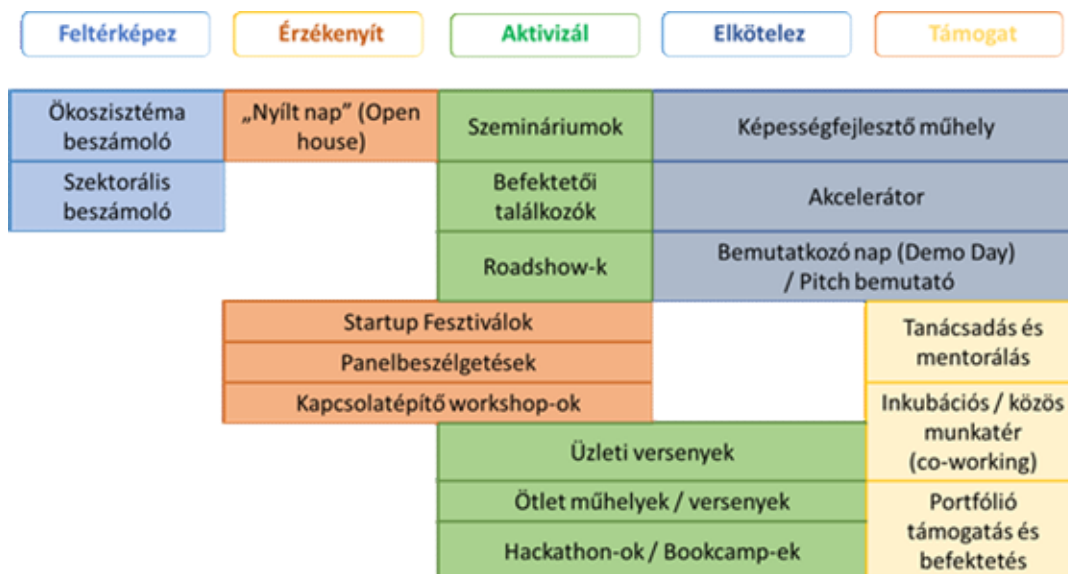 Feltérképez
Érzékenyít
Aktivizál
Elkötelez
Támogat
Ökoszisztéma
beszámoló
„Nyílt nap” (Open
house)
Szemináriumok
Képességfejlesztő műhely
Szektorális
beszámoló
Befektetői
találkozók
Akcelerátor
Roadshow-k
Bemutatkozó nap (Demo Day)
/ Pitch bemutató
Startup Fesztiválok
Panelbeszélgetések
Kapcsolatépítő workshop-ok
Tanácsadás és
mentorálás
Üzleti versenyek
Inkubációs / közös
munkatér
(co-working)
Ötlet műhelyek / versenyek
Hackathon-ok / Bookcamp-ek
Portfólió
támogatás és
befektetés